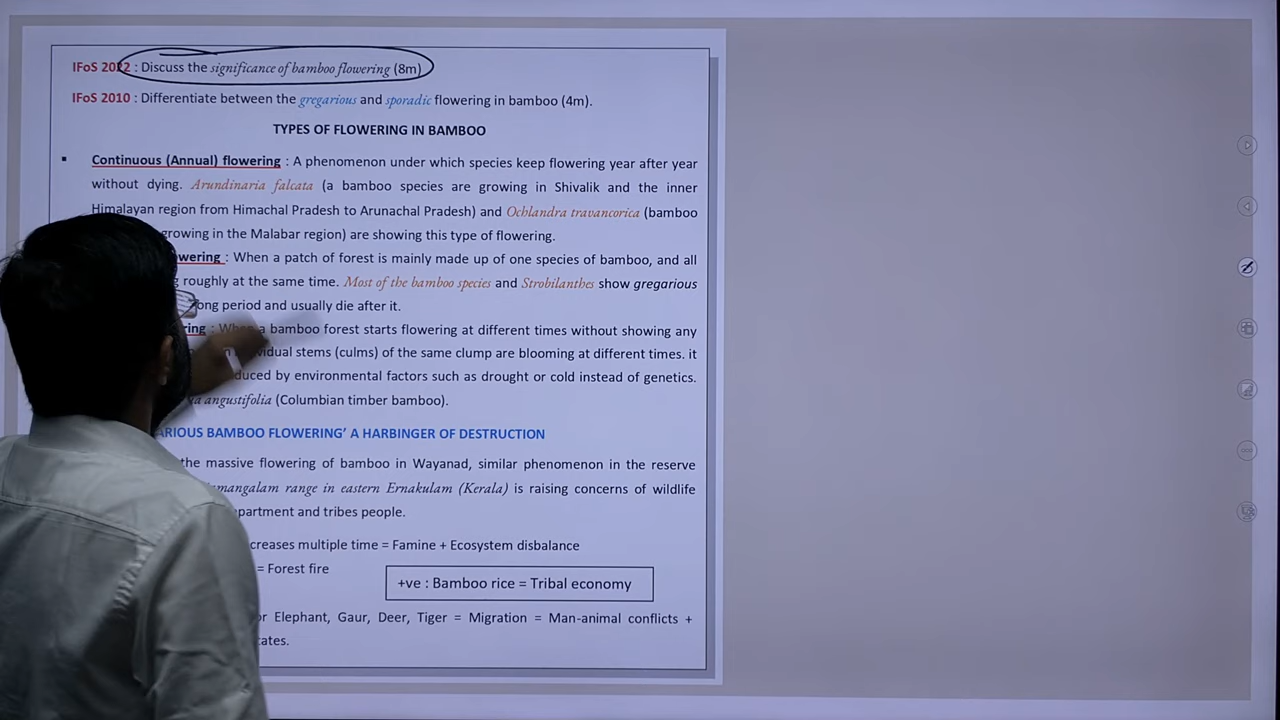 IFoS 2022 : Discuss the significance of bamboo flowering (8m)
IFoS 2010 : Differentiate between the gregarious and sporadic flowering in bamboo (4m).
TYPES OF FLOWERING IN BAMBOO
▪ Continuous (Annual) flowering : A phenomenon under which species keep flowering year after year
without dying. Arundinaria falcata (a bamboo species are growing in Shivalik and the inner
Himalayan region from Himachal Pradesh to Arunachal Pradesh) and Ochlandra travancorica (bamboo
growing in the Malabar region) are showing this type of flowering.
wering : When a patch of forest is mainly made up of one species of bamboo, and all
g roughly at the same time. Most of the bamboo species and Strobilanthes show gregarious
ong period and usually die after it.
ring : When a bamboo forest starts flowering at different times without showing any
vidual stems (culms) of the same clump are blooming at different times. it
duced by environmental factors such as drought or cold instead of genetics.
angustifolia (Columbian timber bamboo).
ARIOUS BAMBOO FLOWERING' A HARBINGER OF DESTRUCTION
the massive flowering of bamboo in Wayanad, similar phenomenon in the reserve
amangalam range in eastern Ernakulam (Kerala) is raising concerns of wildlife
partment and tribes people.
creases multiple time = Famine + Ecosystem disbalance
= Forest fire
+ve : Bamboo rice = Tribal economy
or Elephant, Gaur, Deer, Tiger = Migration = Man-animal conflicts +
cates.